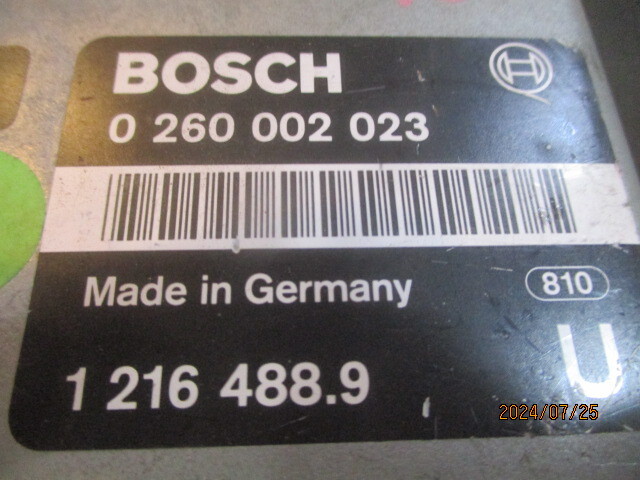 BOSCH
0 260 002 023
Made in Germany 810
1 216 488.9 U
2024/07/25